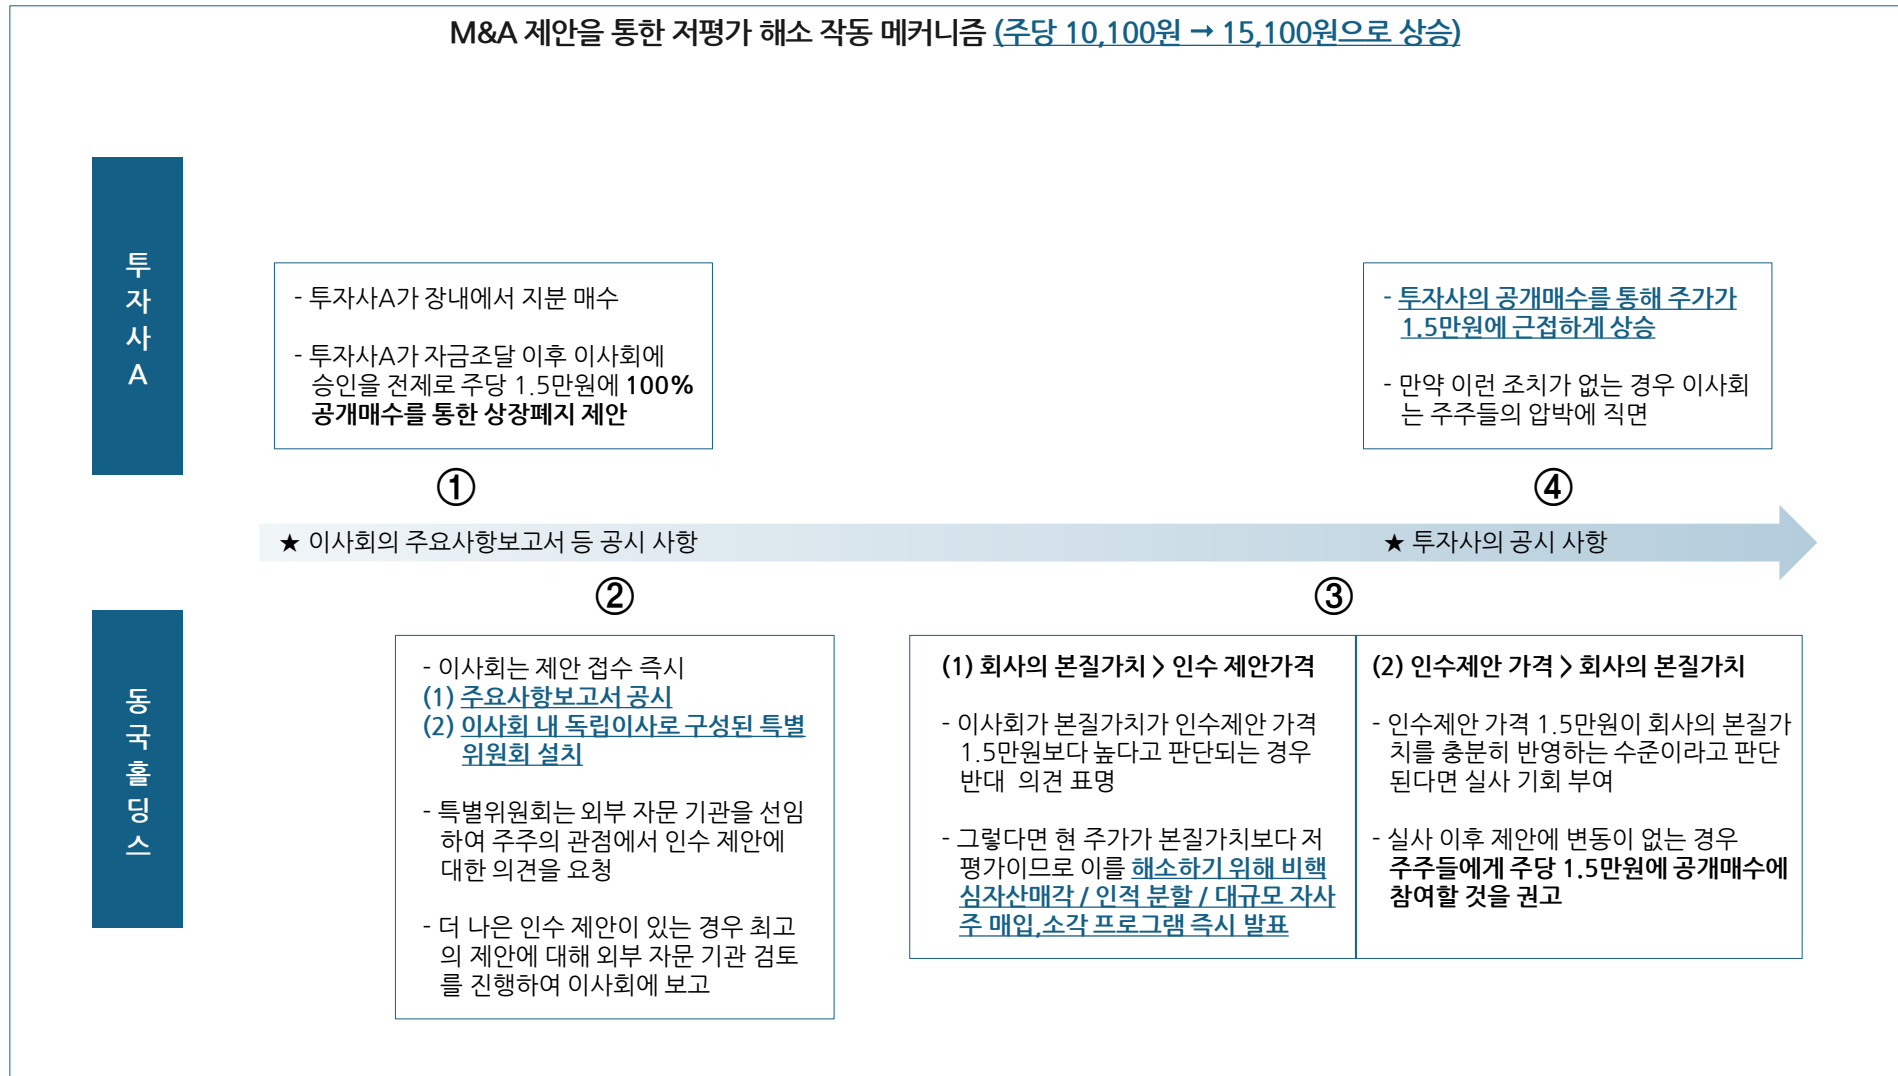 M&A 제안을 통한 저평가 해소 작동 메커니즘 (주당 10,100원 → 15,100원으로 상승)
투
자
사
A
- 투자사A가 장내에서 지분 매수
- 투자사A가 자금조달 이후 이사회에
승인을 전제로 주당 1.5만원에 100%
공개매수를 통한 상장폐지 제안
①
- 투자사의 공개매수를 통해 주가가
1.5만원에 근접하게 상승
- 만약 이런 조치가 없는 경우 이사회
는 주주들의 압박에 직면
④
★ 이사회의 주요사항보고서 등 공시 사항
★ 투자사의 공시 사항
②
③
동
국
홀
딩
스
- 이사회는 제안 접수 즉시
(1) 주요사항보고서 공시
(2) 이사회 내 독립이사로 구성된 특별
위원회 설치
- 특별위원회는 외부 자문 기관을 선임
하여 주주의 관점에서 인수 제안에
대한 의견을 요청
- 더 나은 인수 제안이 있는 경우 최고
의 제안에 대해 외부 자문 기관 검토
를 진행하여 이사회에 보고
(1) 회사의 본질가치 > 인수 제안가격
- 이사회가 본질가치가 인수제안 가격
1.5만원보다 높다고 판단되는 경우
반대 의견 표명
- 그렇다면 현 주가가 본질가치보다 저
평가이므로 이를 해소하기 위해 비핵
심자산매각 / 인적 분할 / 대규모 자사
주 매입,소각 프로그램 즉시 발표
(2) 인수제안 가격 > 회사의 본질가치
- 인수제안 가격 1.5만원이 회사의 본질가
치를 충분히 반영하는 수준이라고 판단
된다면 실사 기회 부여
- 실사 이후 제안에 변동이 없는 경우
주주들에게 주당 1.5만원에 공개매수에
참여할 것을 권고